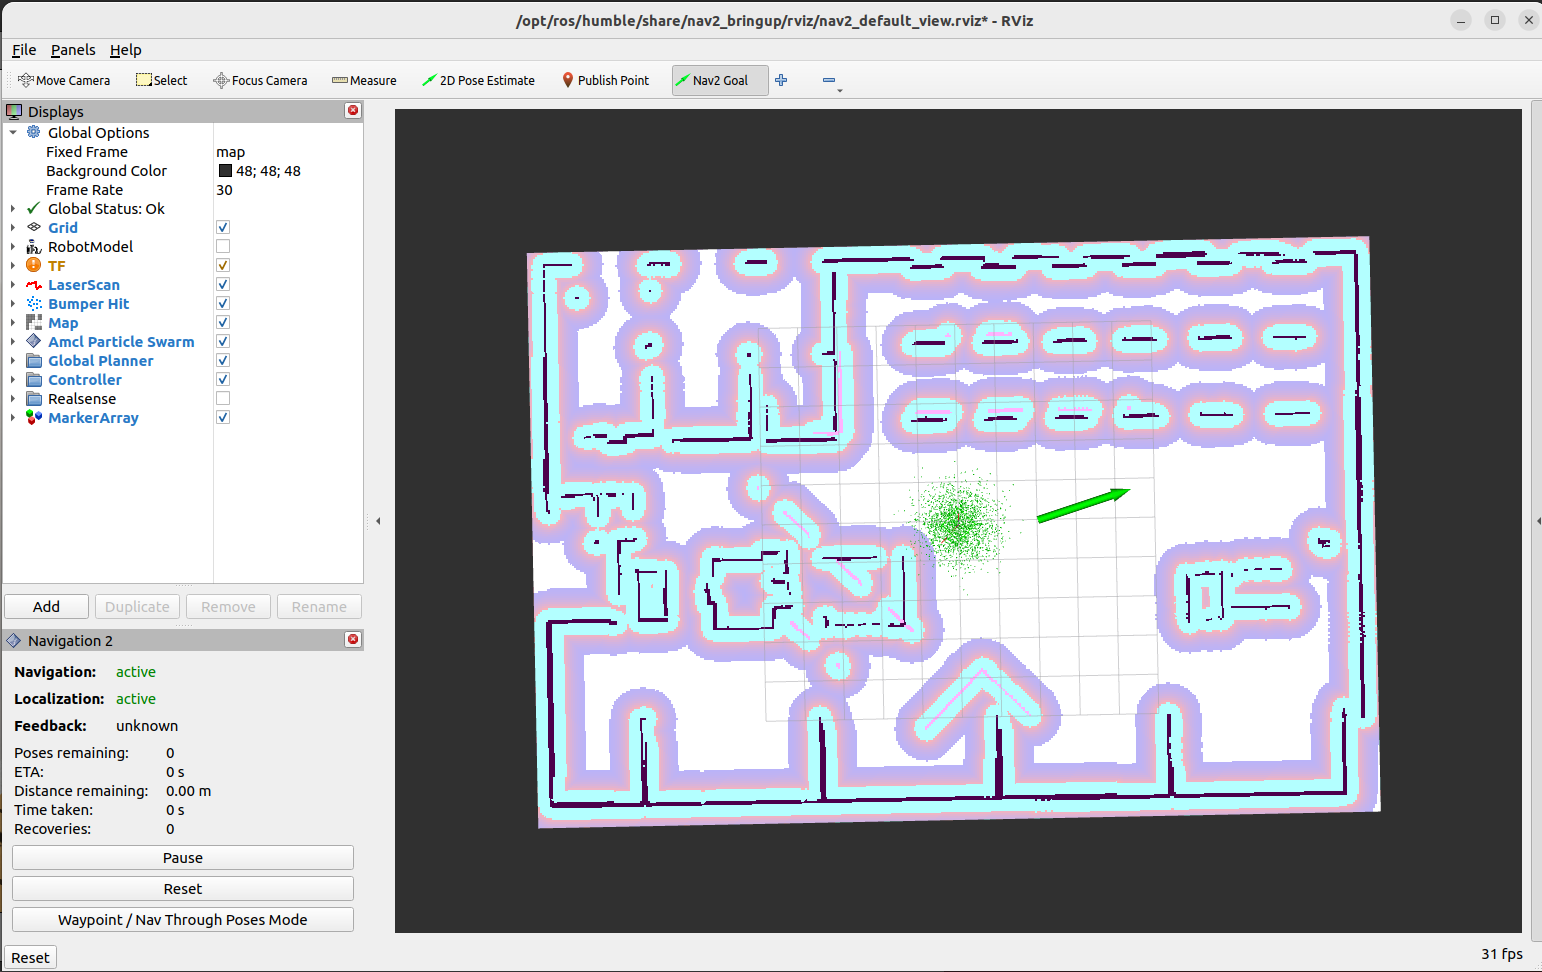 /opt/ros/humble/share/nav2_bringup/rviz/nav2_default_view.rviz* - RViz
File Panels Help
Move Camera Select Focus Camera Measure 2D Pose Estimate Publish Point Nav2 Goal
Displays
Global Options
Fixed Frame map
Background Color 48; 48; 48
Frame Rate 30
Global Status: Ok
Grid
RobotModel
TF
LaserScan
Bumper Hit
Map
Amcl Particle Swarm
Global Planner
Controller
Realsense
MarkerArray
Add Duplicate Remove Rename
Navigation 2
Navigation: active
Localization: active
Feedback: unknown
Poses remaining: 0
ETA: 0 s
Distance remaining: 0.00 m
Time taken: 0 s
Recoveries: 0
Pause
Reset
Waypoint / Nav Through Poses Mode
Reset 31 fps